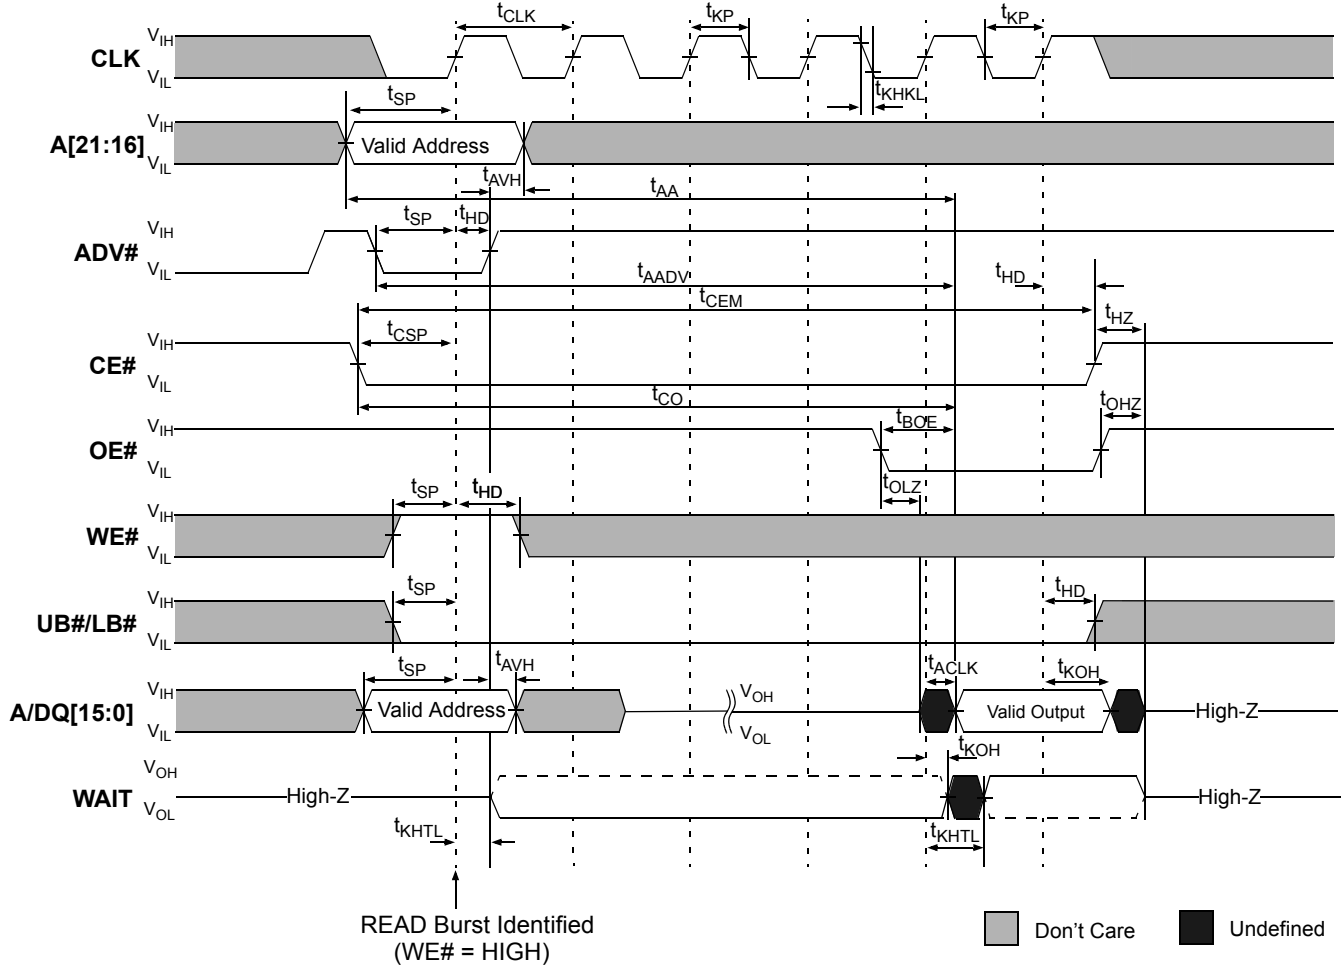 tCLK tKP tKP
VIH
CLK
VIL
tSP tKHKL
VIH
A[21:16] Valid Address
VIL
tAVH tAA
VIH tSP tHD
ADV#
VIL
tAADV tHD
tCEM
tHZ
VIH tCSP
CE#
VIL
tCO
tBOE tOHZ
VIH
OE#
VIL
tOLZ
tSP tHD
VIH
WE#
VIL
tSP tHD
VIH
UB#/LB#
VIL
tSP tAVH tACLK tKOH
VIH VOH
A/DQ[15:0] Valid Address Valid Output High-Z
VIL VOL
tKOH
VOH
WAIT High-Z High-Z
VOL
tKHTL tKHTL
READ Burst Identified
(WE# = HIGH)
Don't Care Undefined